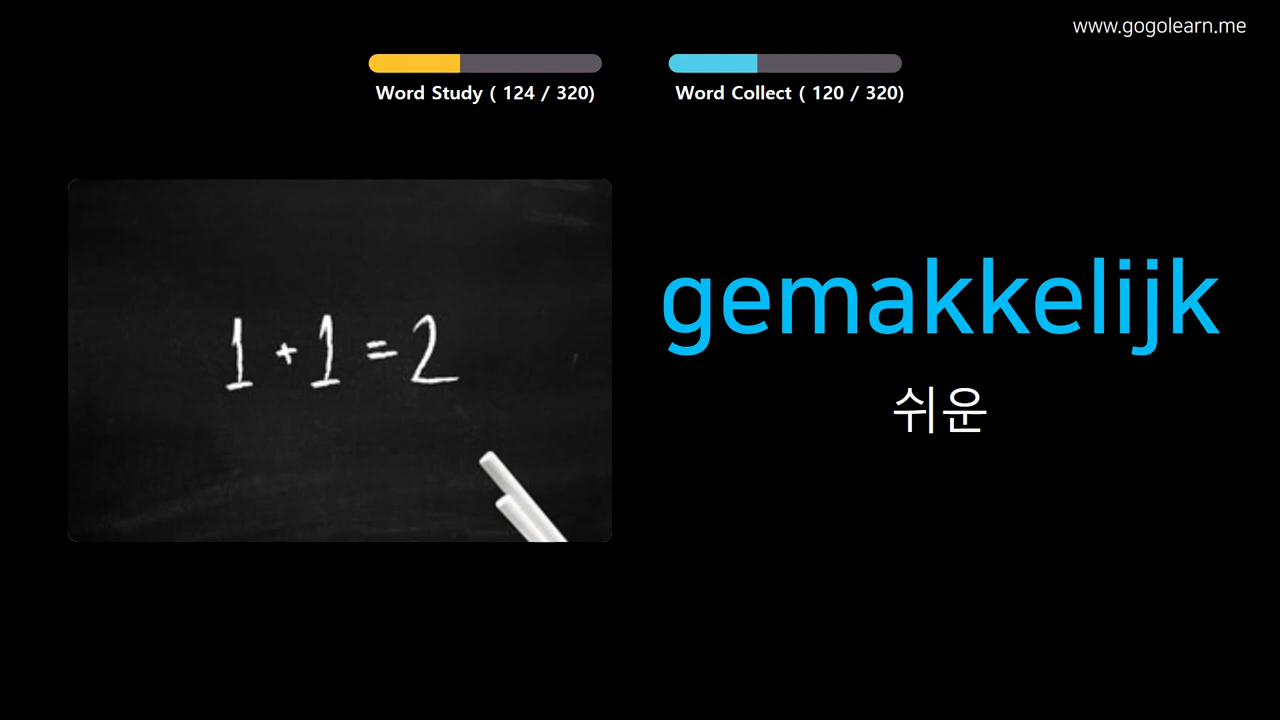 www.gogolearn.me
Word Study ( 124 / 320)
Word Collect ( 120 / 320)
1 + 1 = 2
gemakkelijk
쉬운